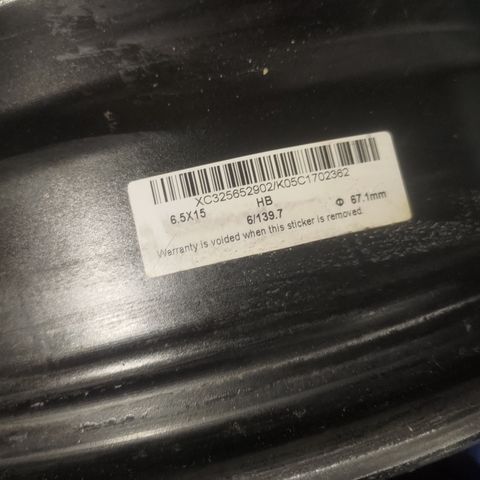 XC325652902/K05C1702362
6.5X15 HB Φ 67.1mm
6/139.7
Warranty is voided when this sticker is removed.